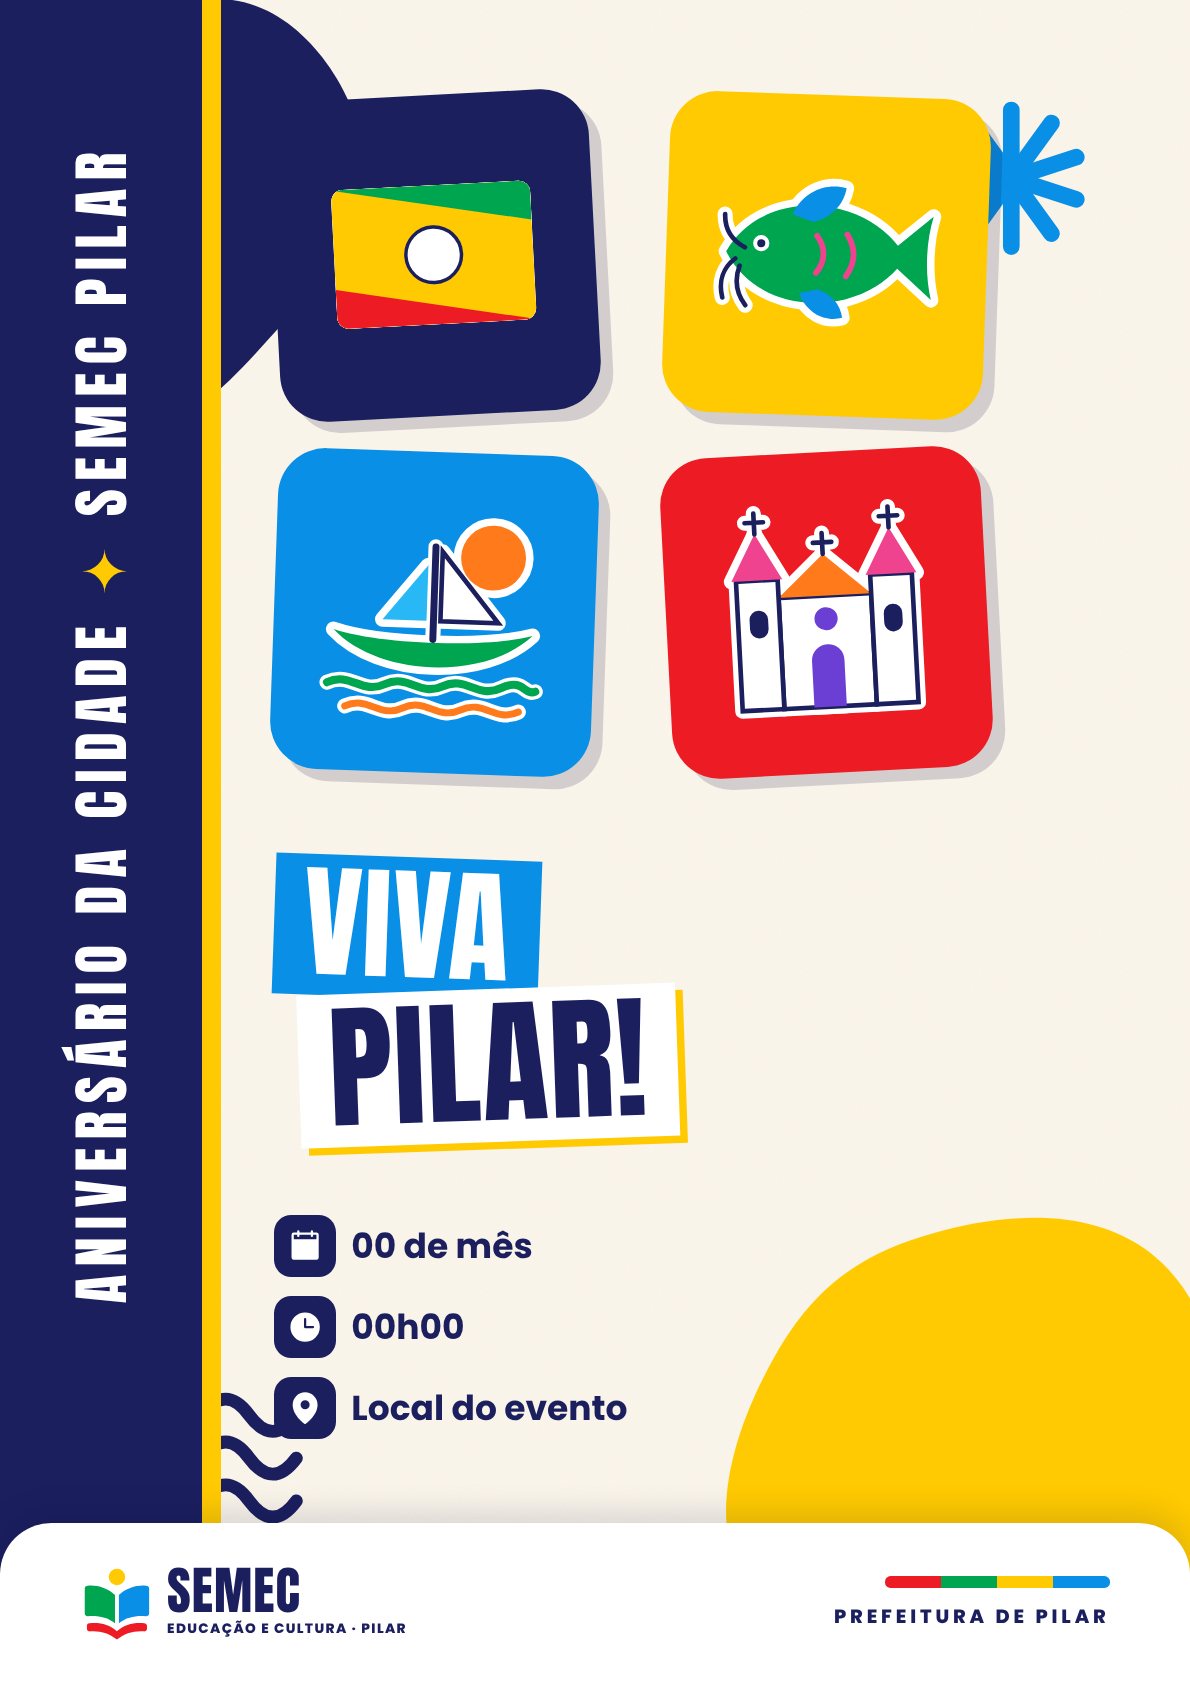 ANIVERSÁRIO DA CIDADE ✦ SEMEC PILAR
VIVA
PILAR!
00 de mês
00h00
Local do evento
SEMEC
EDUCAÇÃO E CULTURA · PILAR
PREFEITURA DE PILAR